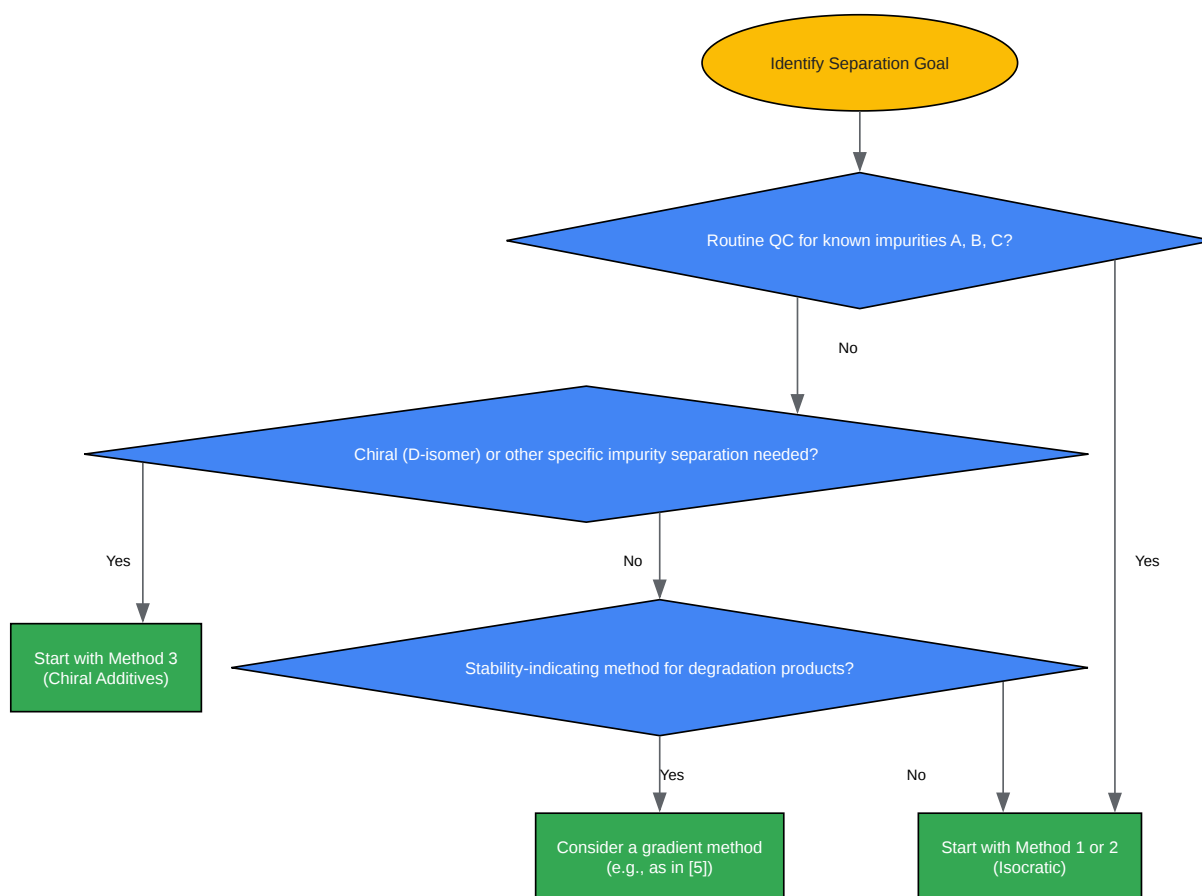 Identify Separation Goal
Routine QC for known impurities A, B, C?
No
Chiral (D-isomer) or other specific impurity separation needed?
Yes
No
Yes
Start with Method 3
(Chiral Additives)
Stability-indicating method for degradation products?
Yes
No
Consider a gradient method
(e.g., as in [5])
Start with Method 1 or 2
(Isocratic)